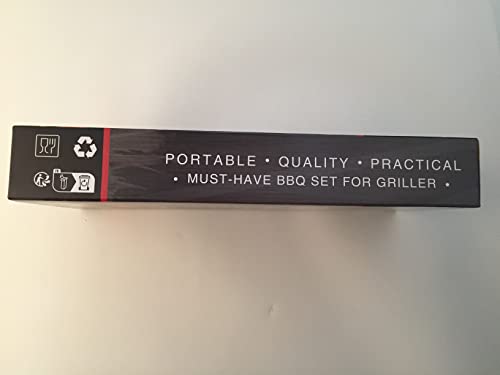 PORTABLE • QUALITY • PRACTICAL
• MUST-HAVE BBQ SET FOR GRILLER •